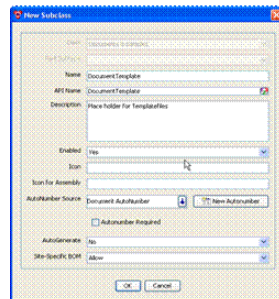 New Subclass
Name DocumentTemplate
API Name DocumentTemplate
Description Place holder for TemplateFiles
Enabled Yes
Icon
Icon for Assembly
AutoNumber Source Document AutoNumber New Autonumber
Autonumber Required
AutoGenerate No
Site-Specific BOM Allow
OK Cancel